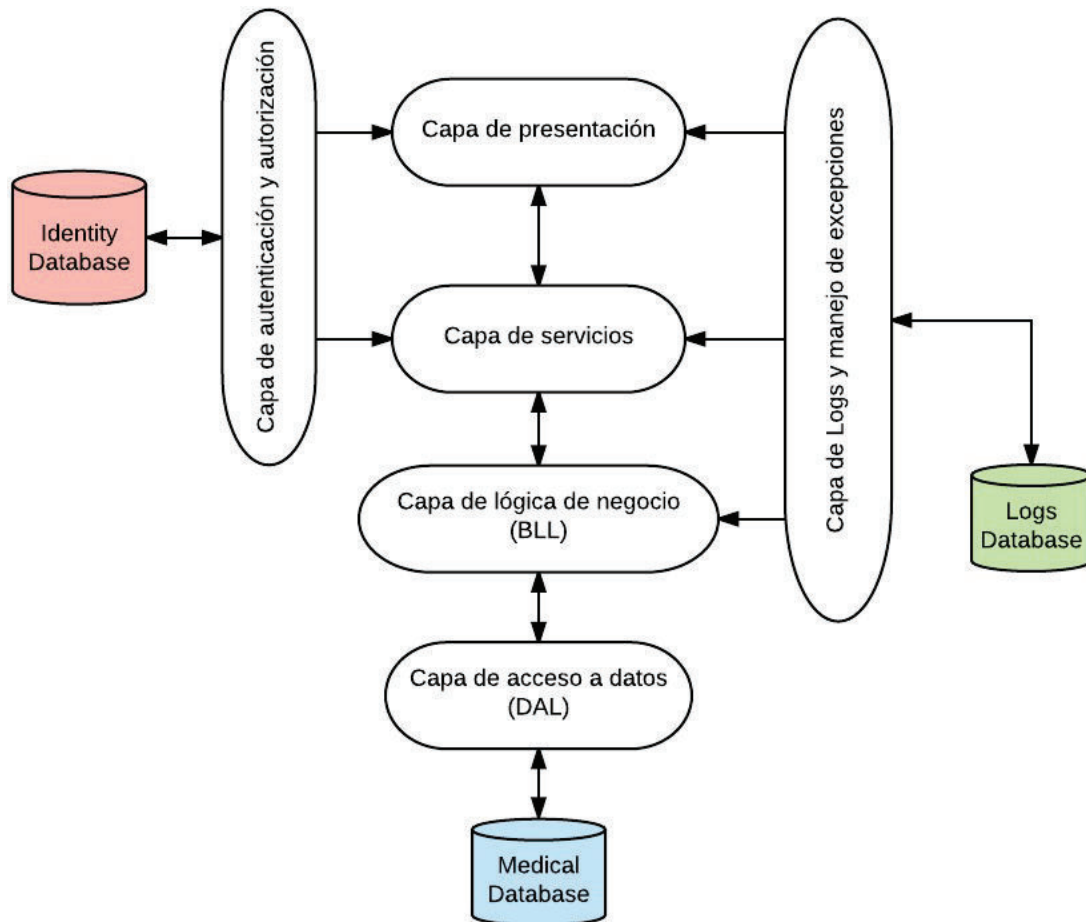 Capa de autenticación y autorización
Capa de presentación
Capa de Logs y manejo de excepciones
Identity
Database
Capa de servicios
Capa de lógica de negocio
(BLL)
Logs
Database
Capa de acceso a datos
(DAL)
Medical
Database